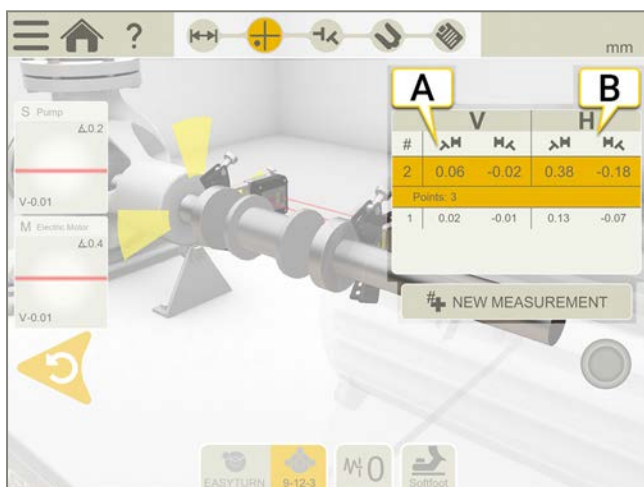 ?
mm
A
B
V H
#
2 0.06 -0.02 0.38 -0.18
Points: 3
1 0.02 -0.01 0.13 -0.07
NEW MEASUREMENT
S Pump
∡0.2
V-0.01
M Electric Motor
∡0.4
V-0.01
EASYTURN
9-12-3
0
Softfoot